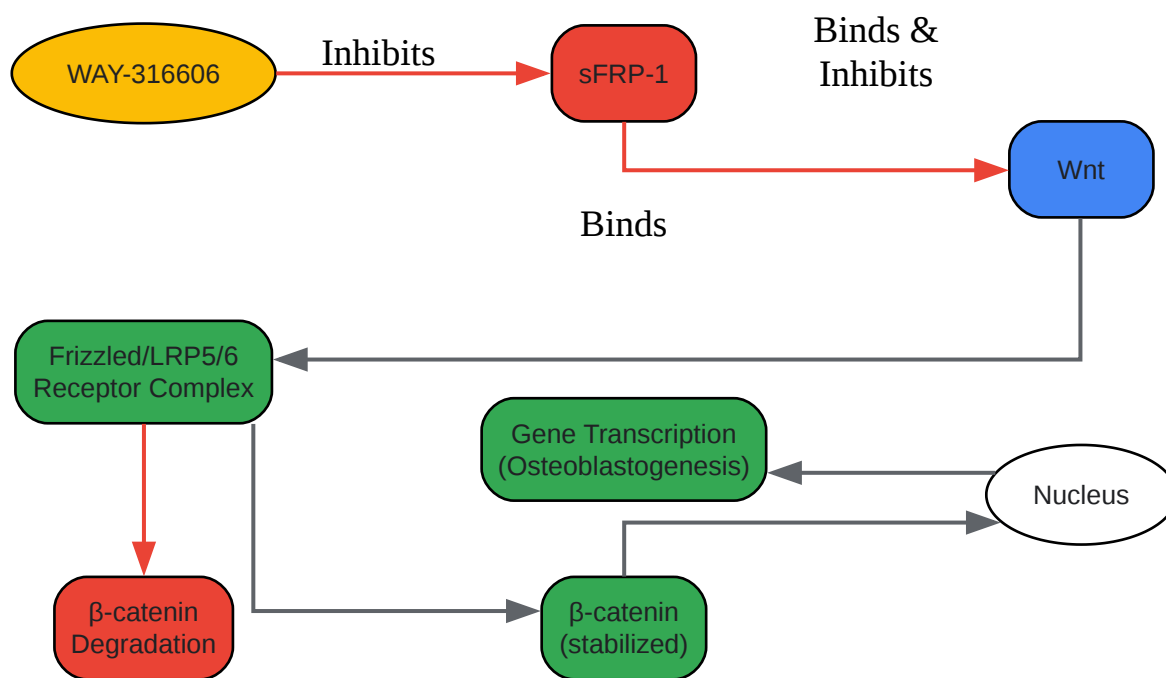 WAY-316606
Inhibits
sFRP-1
Binds &
Inhibits
Wnt
Binds
Frizzled/LRP5/6
Receptor Complex
Gene Transcription
(Osteoblastogenesis)
Nucleus
β-catenin
Degradation
β-catenin
(stabilized)